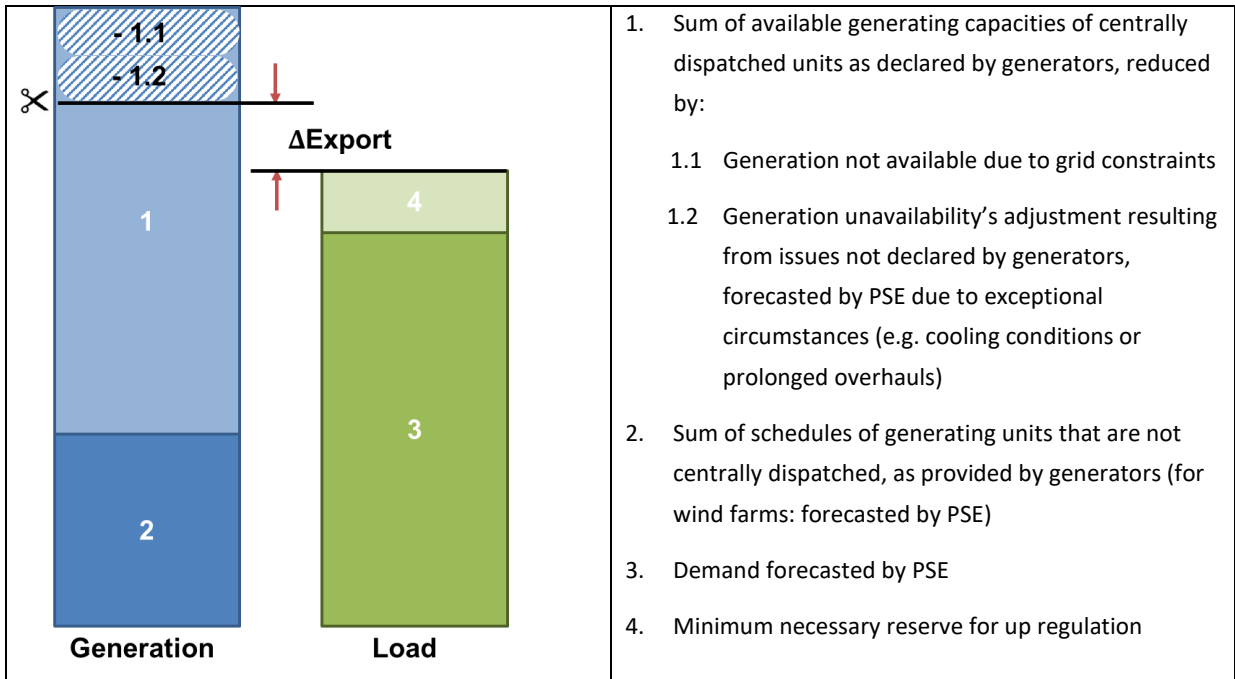 - 1.1
- 1.2
ΔExport
1
4
3
2
Generation
Load
1. Sum of available generating capacities of centrally
dispatched units as declared by generators, reduced
by:
1.1 Generation not available due to grid constraints
1.2 Generation unavailability’s adjustment resulting
from issues not declared by generators,
forecasted by PSE due to exceptional
circumstances (e.g. cooling conditions or
prolonged overhauls)
2. Sum of schedules of generating units that are not
centrally dispatched, as provided by generators (for
wind farms: forecasted by PSE)
3. Demand forecasted by PSE
4. Minimum necessary reserve for up regulation